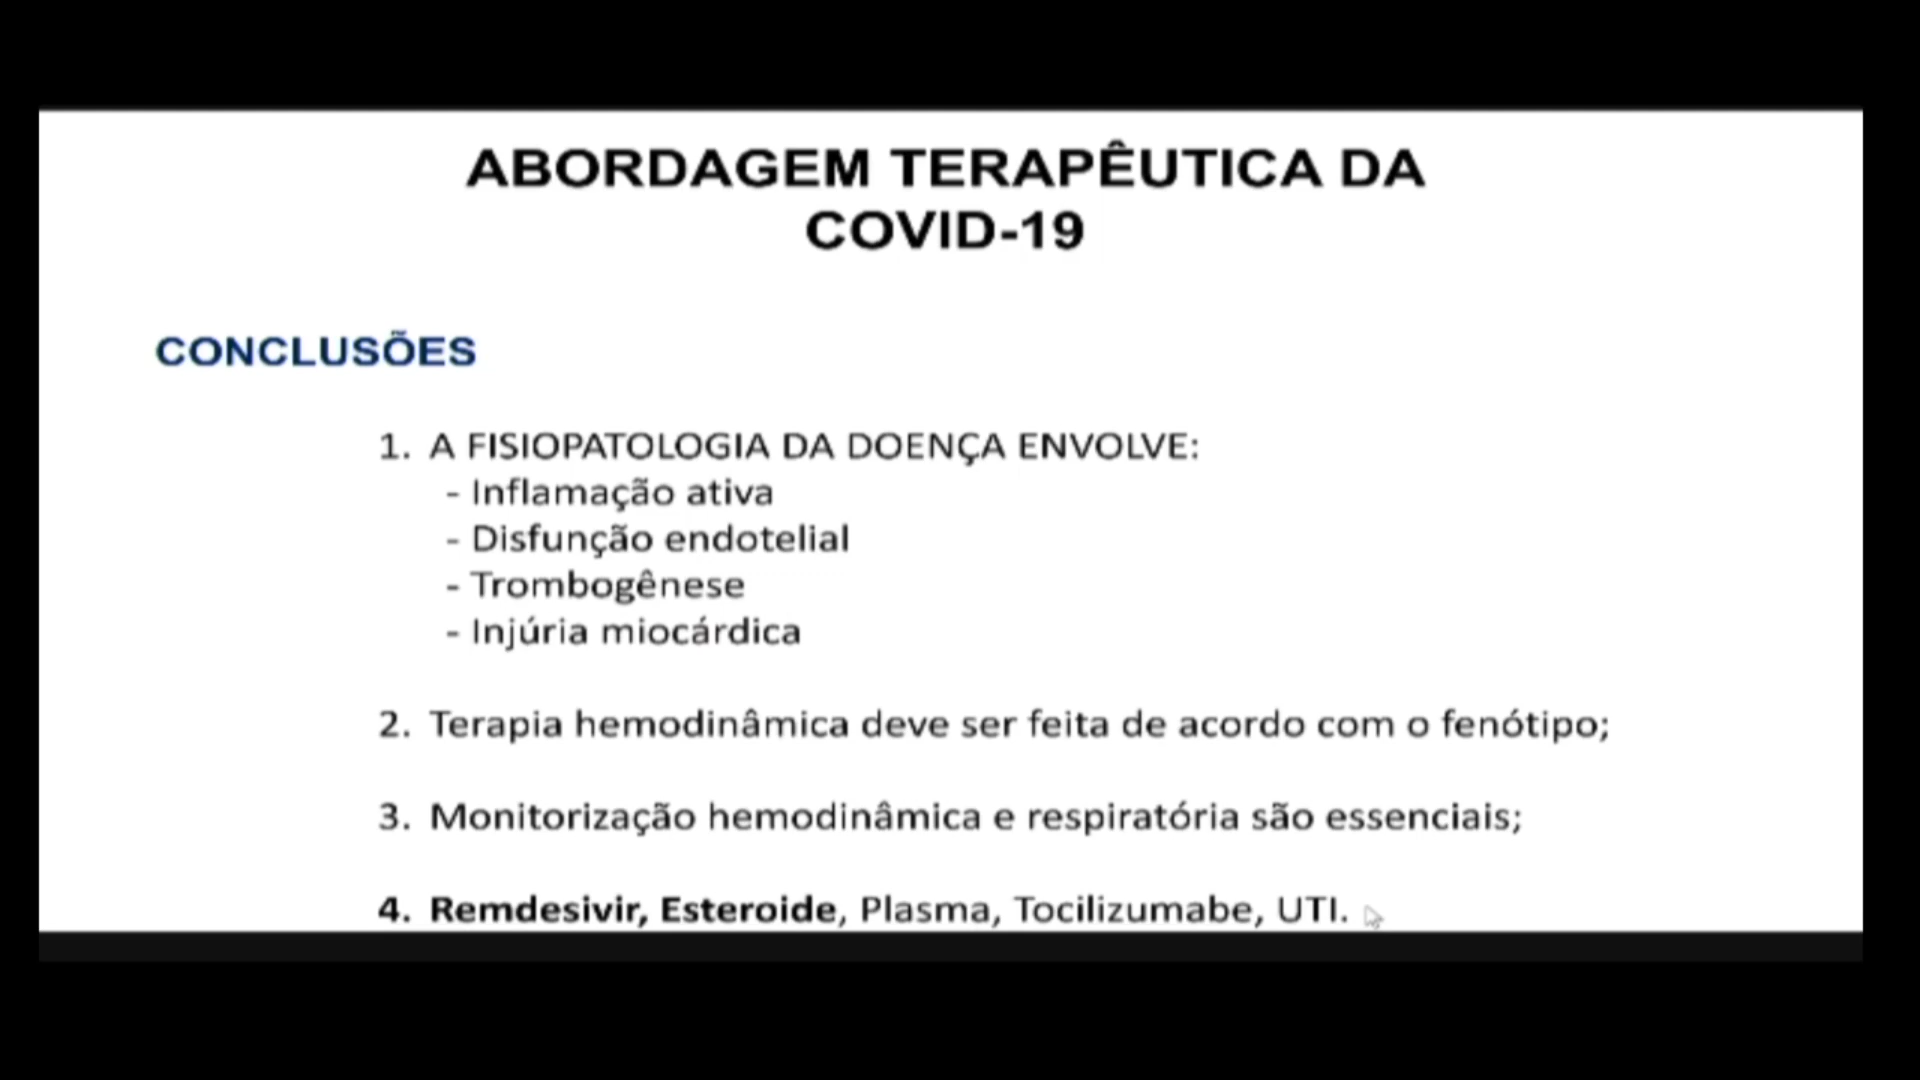 ABORDAGEM TERAPÊUTICA DA
COVID-19
CONCLUSÕES
1. A FISIOPATOLOGIA DA DOENÇA ENVOLVE:
- Inflamação ativa
- Disfunção endotelial
- Trombogênese
- Injúria miocárdica
2. Terapia hemodinâmica deve ser feita de acordo com o fenótipo;
3. Monitorização hemodinâmica e respiratória são essenciais;
4. Remdesivir, Esteroide, Plasma, Tocilizumabe, UTI.